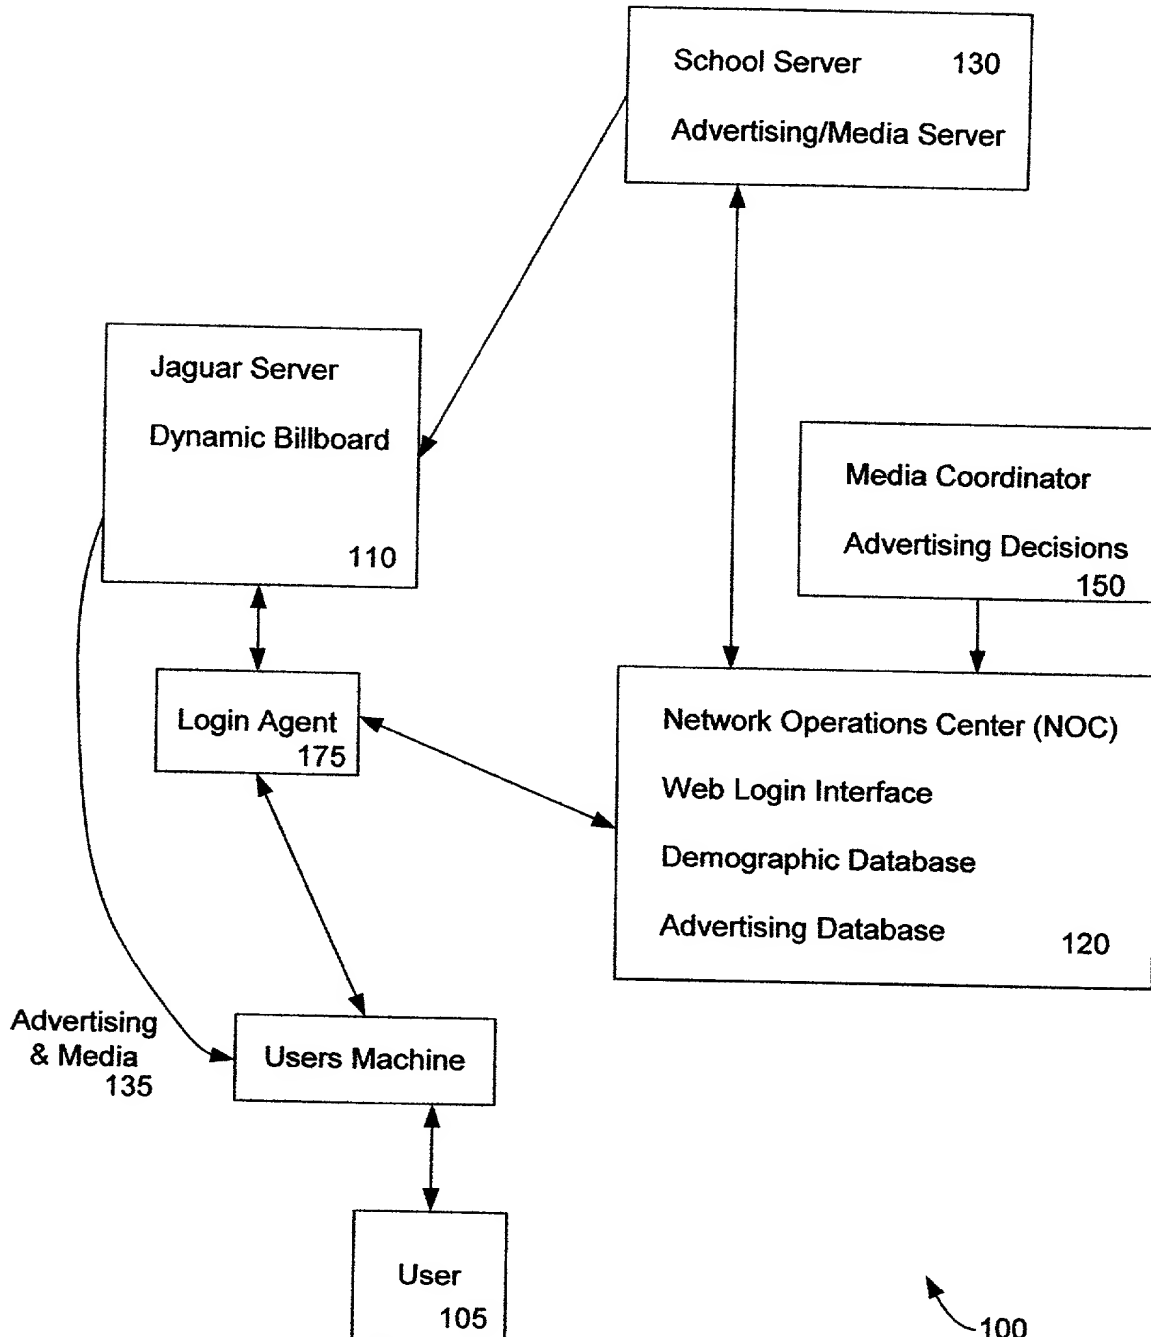 School Server 130
Advertising/Media Server
Jaguar Server
Dynamic Billboard
110
Media Coordinator
Advertising Decisions
150
Login Agent
175
Network Operations Center (NOC)
Web Login Interface
Demographic Database
Advertising Database 120
Advertising
& Media
135
Users Machine
User
105
100